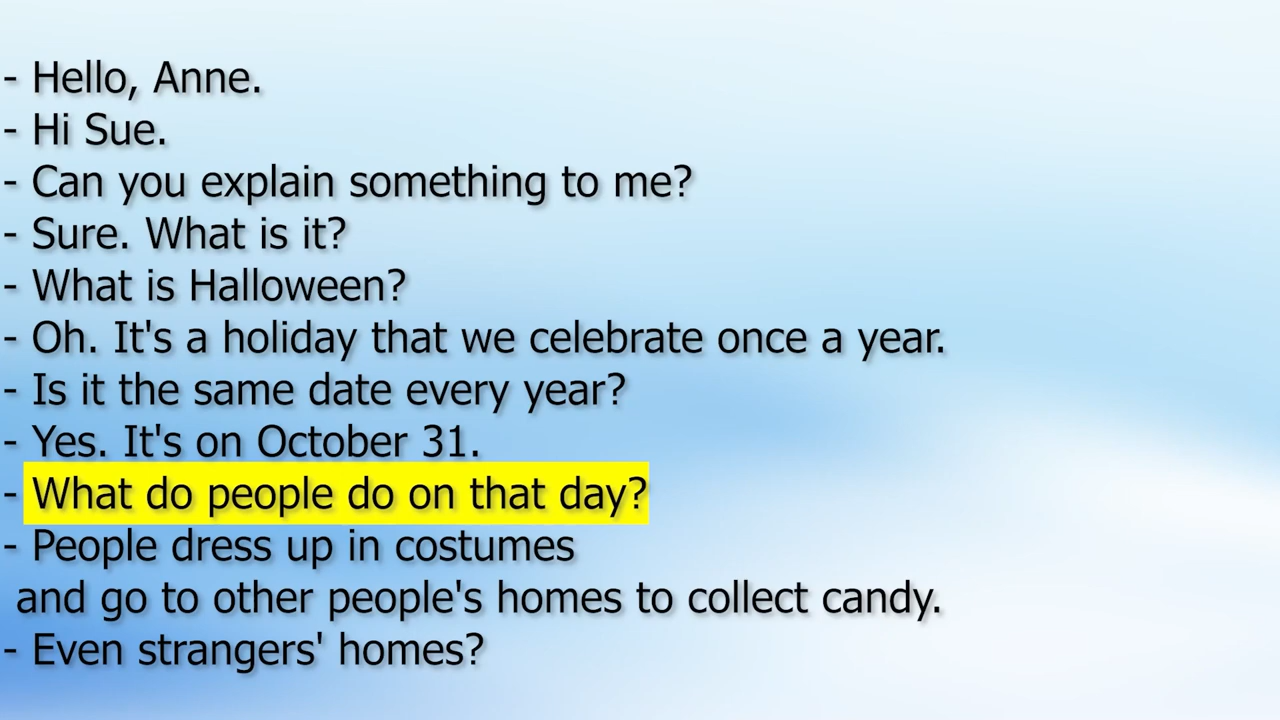 - Hello, Anne.
- Hi Sue.
- Can you explain something to me?
- Sure. What is it?
- What is Halloween?
- Oh. It's a holiday that we celebrate once a year.
- Is it the same date every year?
- Yes. It's on October 31.
- What do people do on that day?
- People dress up in costumes
and go to other people's homes to collect candy.
- Even strangers' homes?